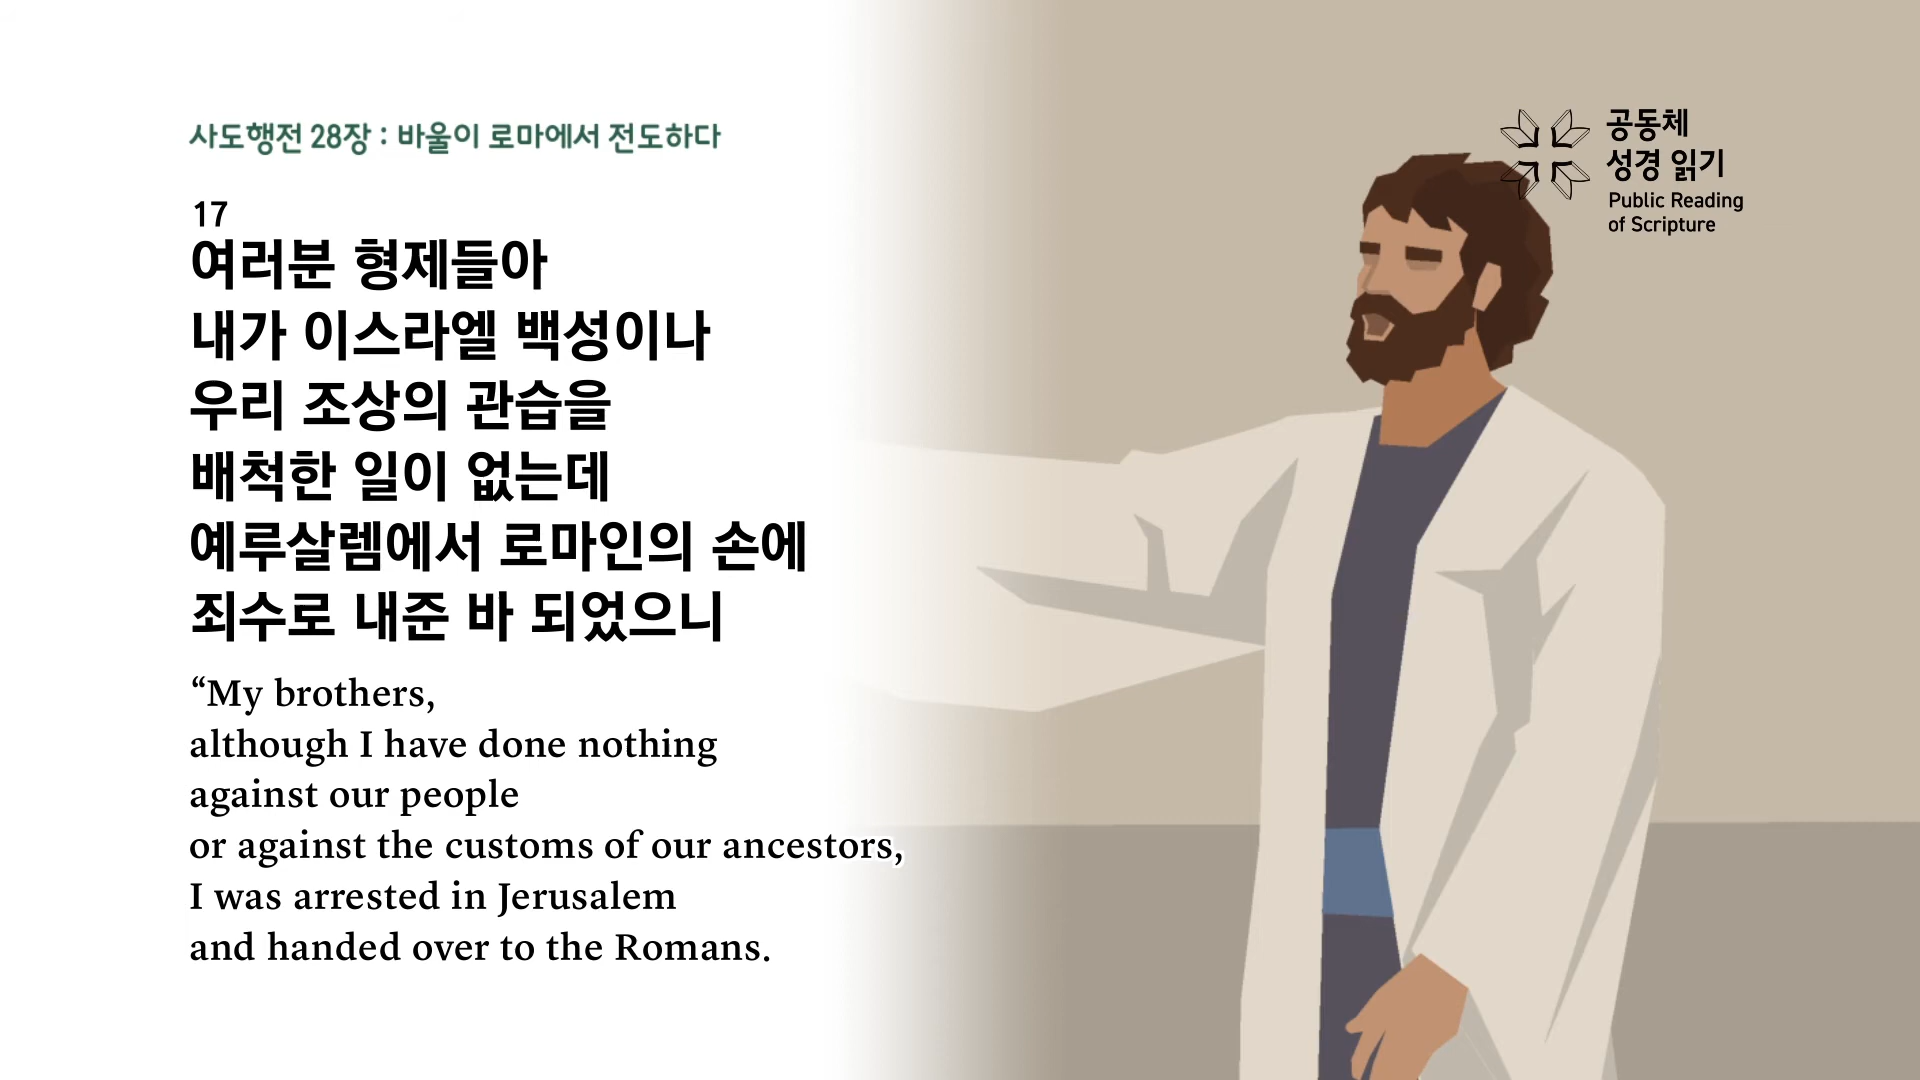 사도행전 28장 : 바울이 로마에서 전도하다
17
여러분 형제들아
내가 이스라엘 백성이나
우리 조상의 관습을
배척한 일이 없는데
예루살렘에서 로마인의 손에
죄수로 내준 바 되었으니
“My brothers,
although I have done nothing
against our people
or against the customs of our ancestors,
I was arrested in Jerusalem
and handed over to the Romans.
공동체
성경 읽기
Public Reading
of Scripture